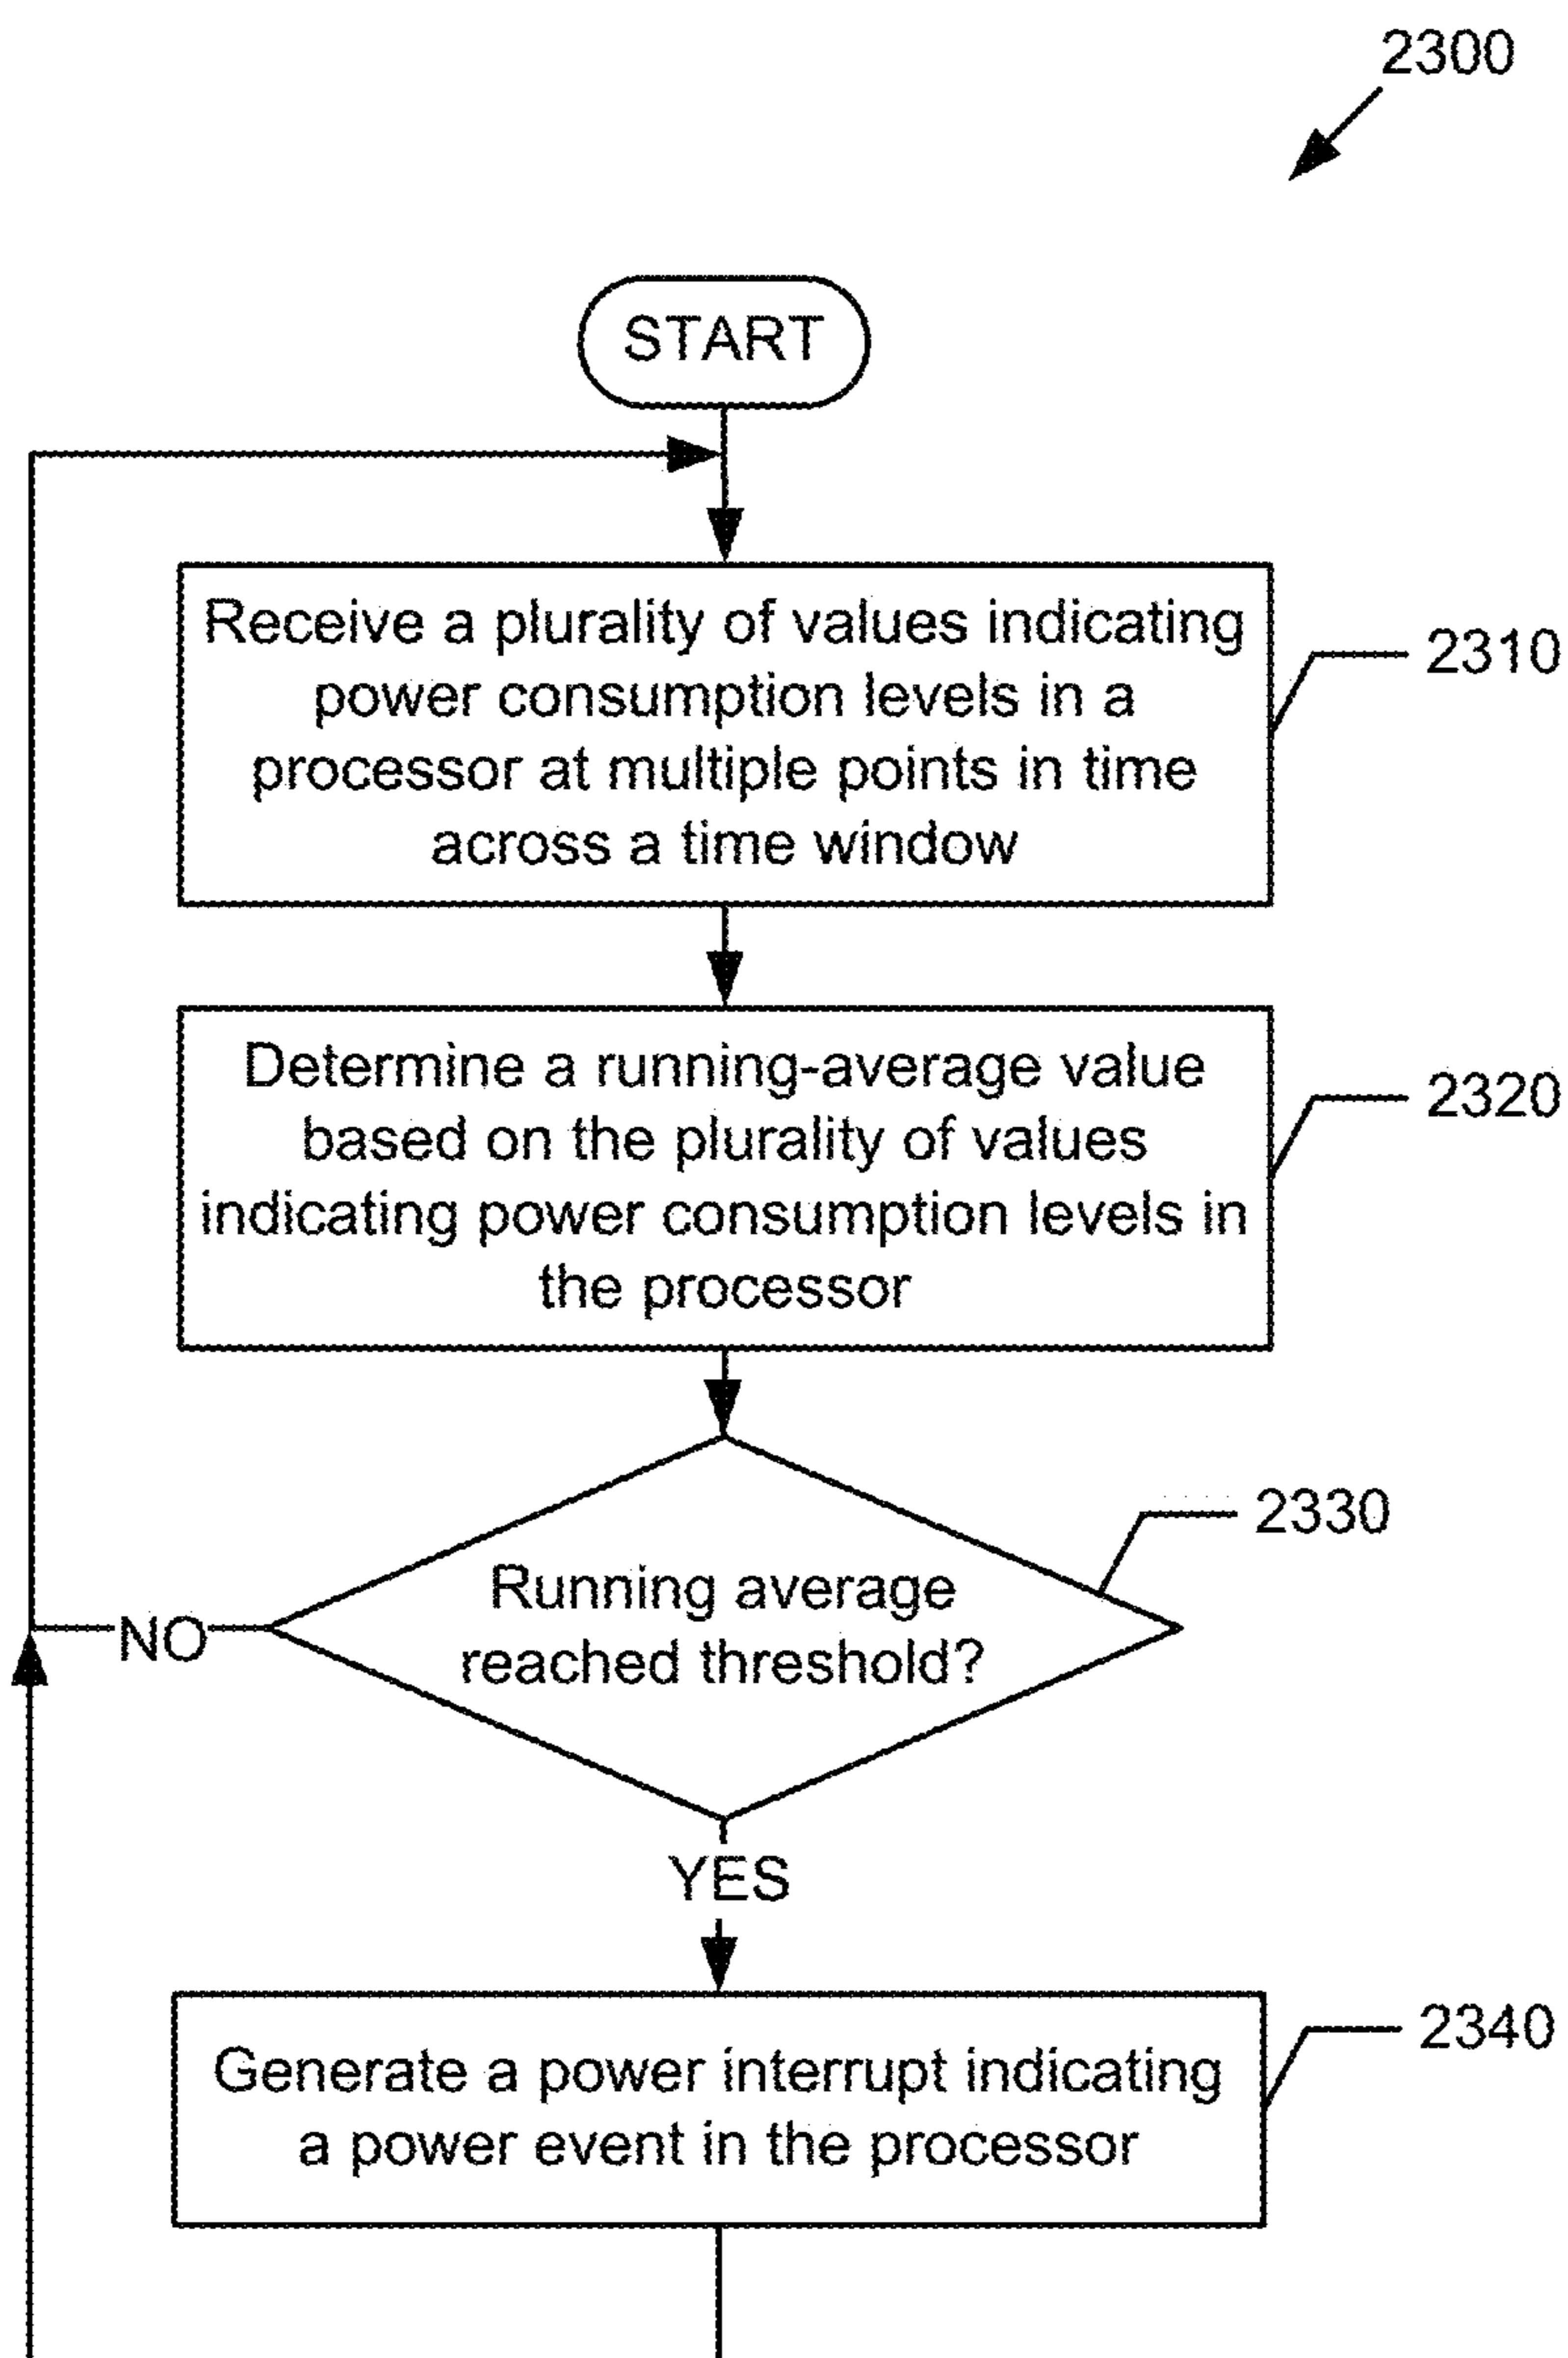 2300
START
Receive a plurality of values indicating
power consumption levels in a
processor at multiple points in time
across a time window
2310
Determine a running-average value
based on the plurality of values
indicating power consumption levels in
the processor
2320
Running average
reached threshold?
2330
NO
YES
Generate a power interrupt indicating
a power event in the processor
2340